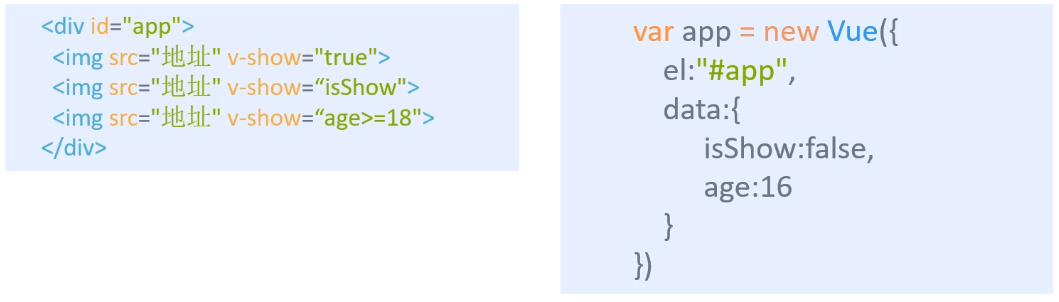 <div id="app">
<img src="地址" v-show="true">
<img src="地址" v-show=“isShow">
<img src="地址" v-show=“age>=18">
</div>
var app = new Vue({
el:"#app",
data:{
isShow:false,
age:16
}
})